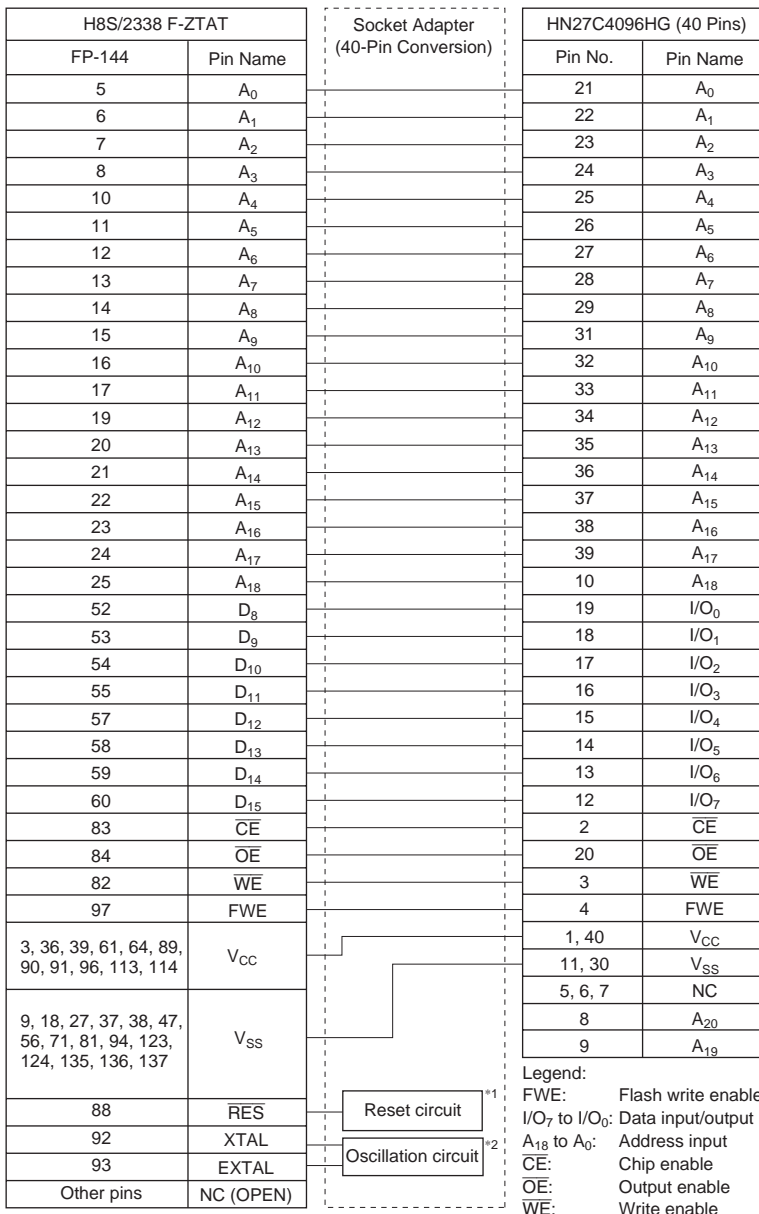 H8S/2338 F-ZTAT Socket Adapter (40-Pin Conversion) HN27C4096HG (40 Pins)
FP-144 Pin Name Pin No. Pin Name
5 A0 21 A0
6 A1 22 A1
7 A2 23 A2
8 A3 24 A3
10 A4 25 A4
11 A5 26 A5
12 A6 27 A6
13 A7 28 A7
14 A8 29 A8
15 A9 31 A9
16 A10 32 A10
17 A11 33 A11
19 A12 34 A12
20 A13 35 A13
21 A14 36 A14
22 A15 37 A15
23 A16 38 A16
24 A17 39 A17
25 A18 10 A18
52 D8 19 I/O0
53 D9 18 I/O1
54 D10 17 I/O2
55 D11 16 I/O3
57 D12 15 I/O4
58 D13 14 I/O5
59 D14 13 I/O6
60 D15 12 I/O7
83 C̅E̅ 2 C̅E̅
84 O̅E̅ 20 O̅E̅
82 W̅E̅ 3 W̅E̅
97 FWE 4 FWE
3, 36, 39, 61, 64, 89,
90, 91, 96, 113, 114
VCC
1, 40 VCC
11, 30 VSS
5, 6, 7 NC
8 A20
9 A19
9, 18, 27, 37, 38, 47,
56, 71, 81, 94, 123,
124, 135, 136, 137
VSS
88 R̅E̅S̅ Reset circuit *1
92 XTAL
93 EXTAL
Oscillation circuit *2
Other pins NC (OPEN)
Legend:
FWE: Flash write enable
I/O7 to I/O0: Data input/output
A18 to A0: Address input
C̅E̅: Chip enable
O̅E̅: Output enable
W̅E̅: Write enable